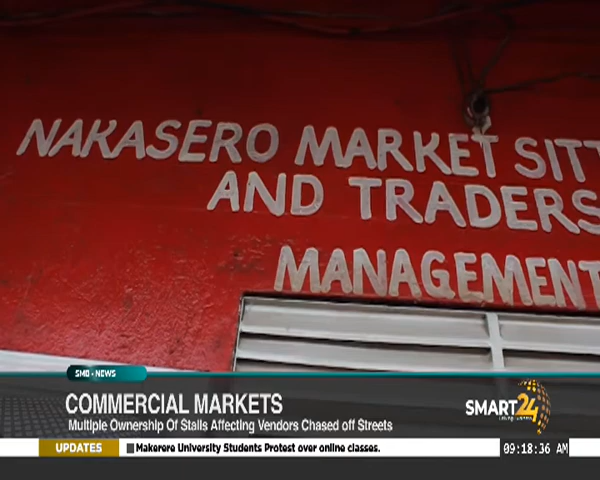 NAKASERO MARKET SITT
AND TRADERS
MANAGEMENT
SMB - NEWS
COMMERCIAL MARKETS
Multiple Ownership Of Stalls Affecting Vendors Chased off Streets
SMART24
UPDATES
Makerere University Students Protest over online classes.
09:18:36 AM